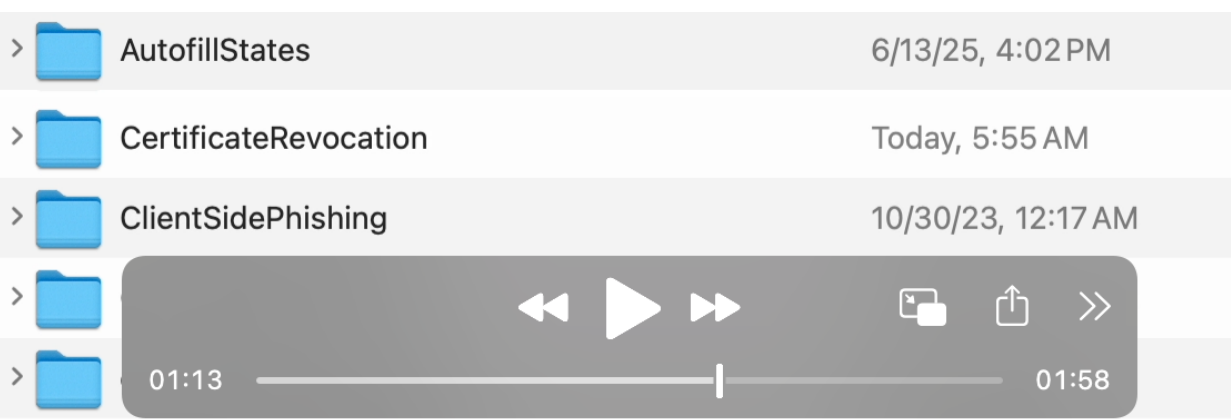 AutofillStates 6/13/25, 4:02 PM
CertificateRevocation Today, 5:55 AM
ClientSidePhishing 10/30/23, 12:17 AM
01:13 01:58